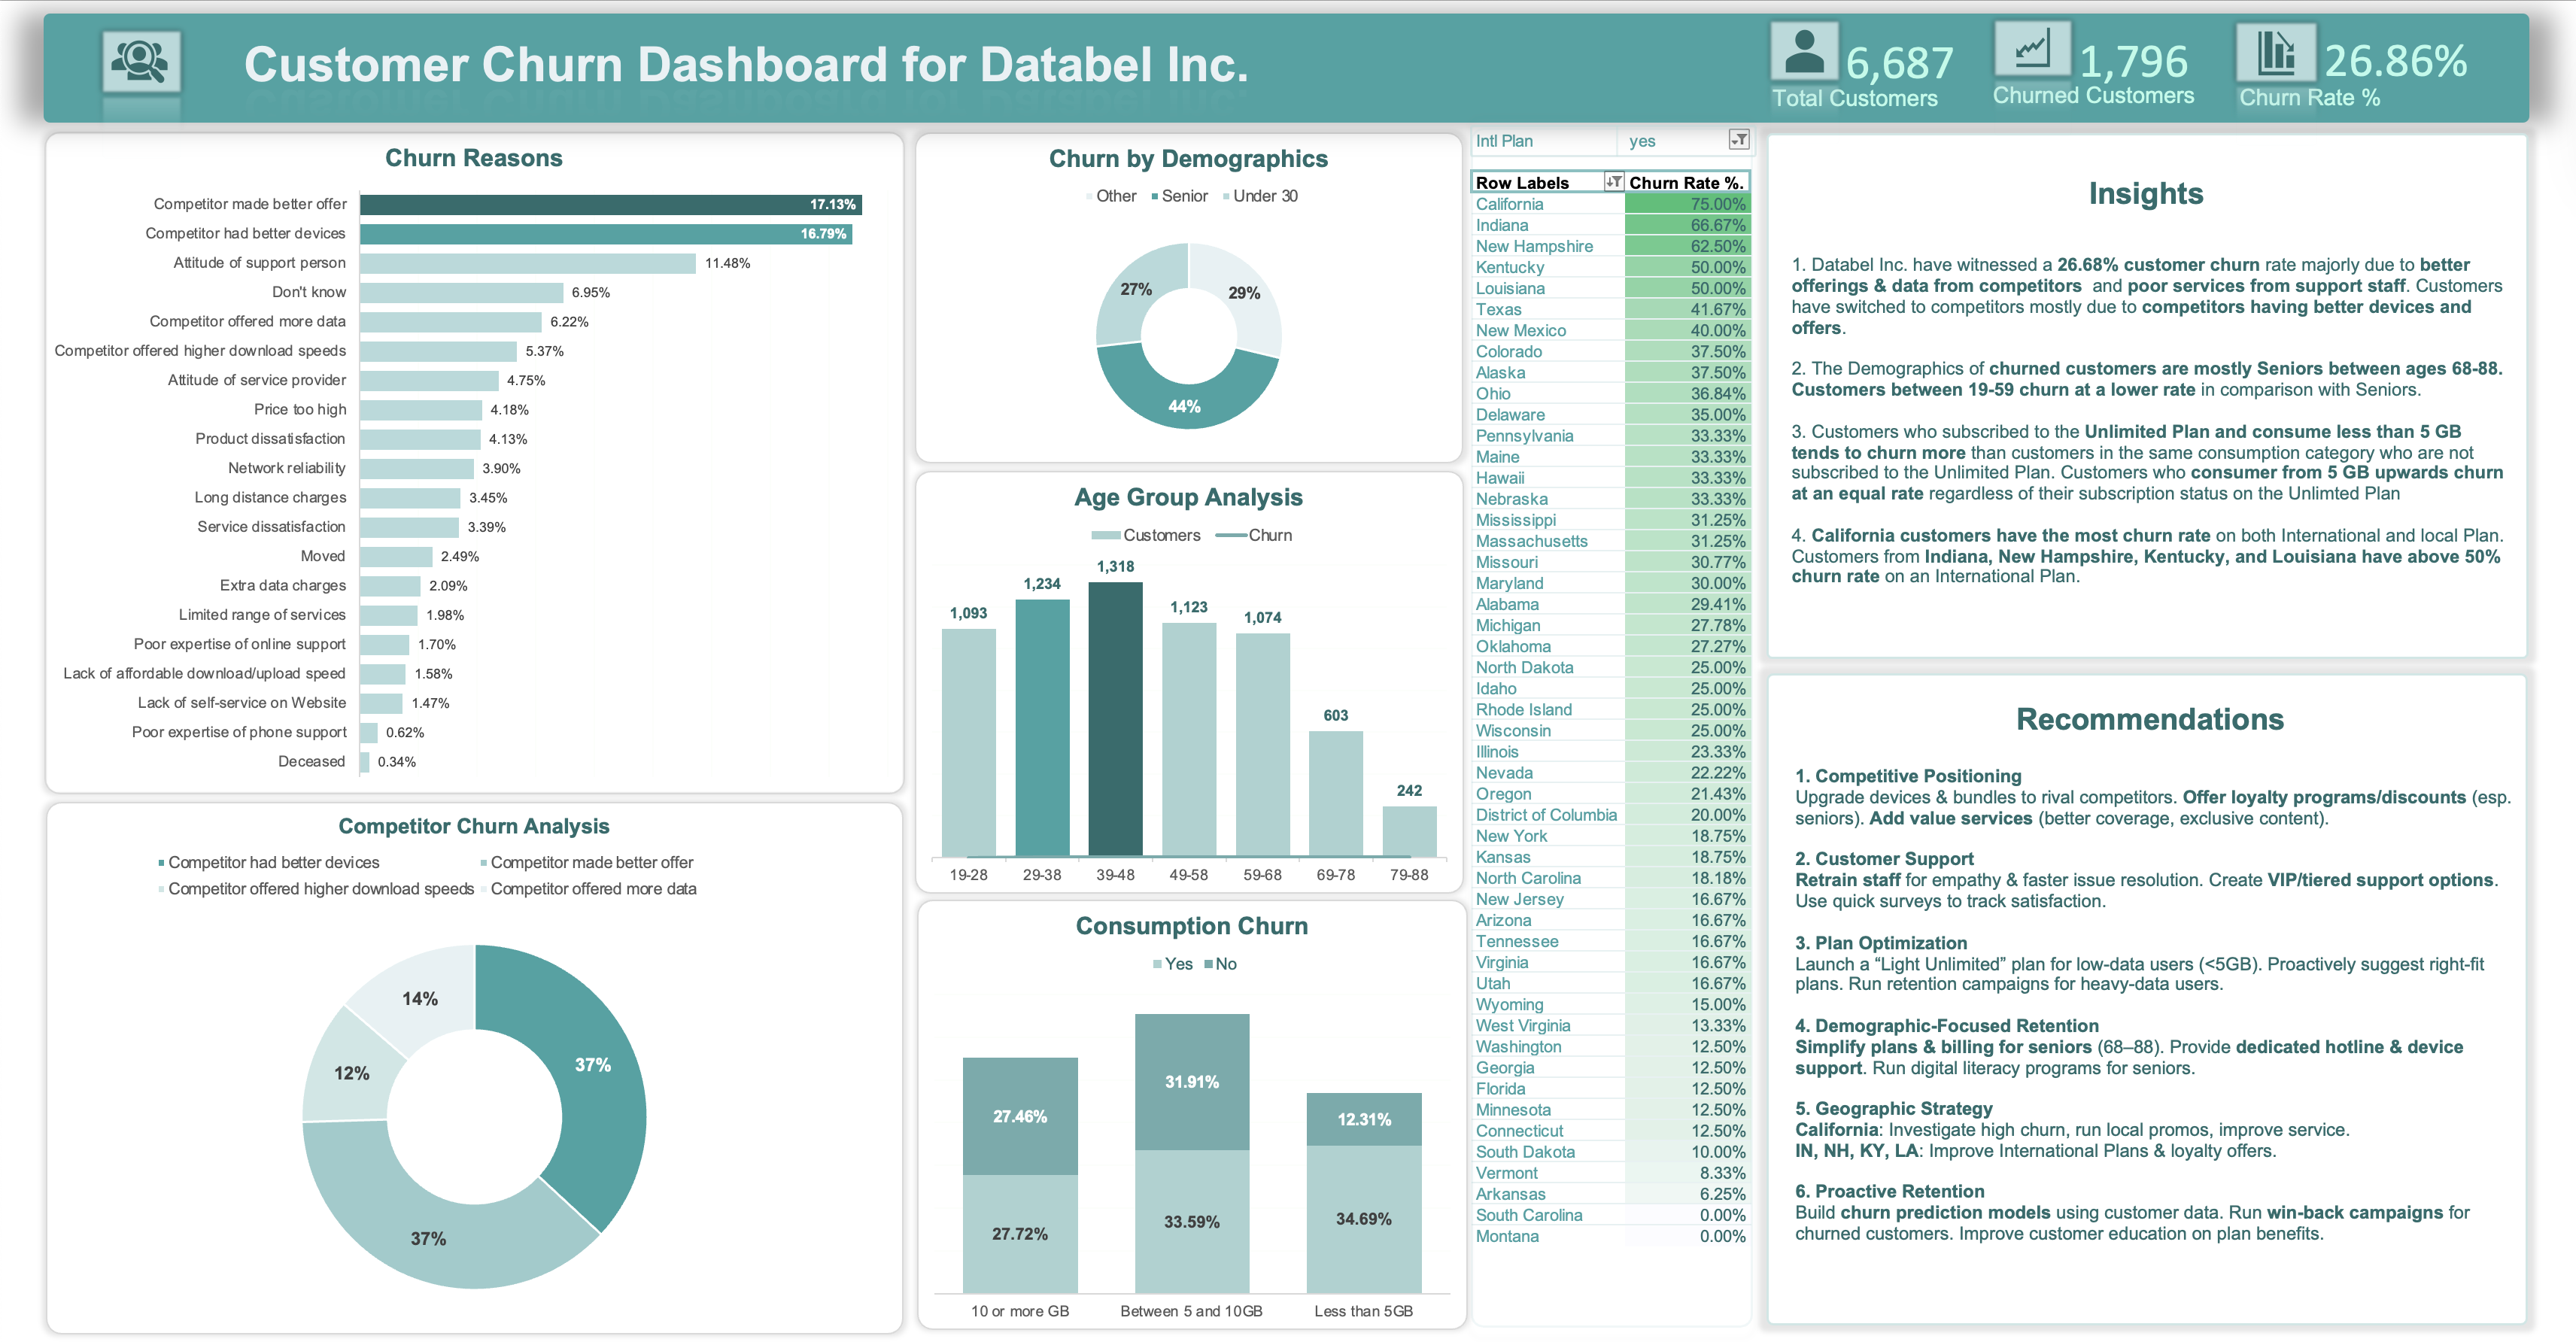 Customer Churn Dashboard for Databel Inc.
6,687
Total Customers
1,796
Churned Customers
26.86%
Churn Rate %
Churn Reasons
Competitor made better offer 17.13%
Competitor had better devices 16.79%
Attitude of support person 11.48%
Don't know 6.95%
Competitor offered more data 6.22%
Competitor offered higher download speeds 5.37%
Attitude of service provider 4.75%
Price too high 4.18%
Product dissatisfaction 4.13%
Network reliability 3.90%
Long distance charges 3.45%
Service dissatisfaction 3.39%
Moved 2.49%
Extra data charges 2.09%
Limited range of services 1.98%
Poor expertise of online support 1.70%
Lack of affordable download/upload speed 1.58%
Lack of self-service on Website 1.47%
Poor expertise of phone support 0.62%
Deceased 0.34%
Competitor Churn Analysis
Competitor had better devices Competitor made better offer
Competitor offered higher download speeds Competitor offered more data
14%
37%
12%
37%
Churn by Demographics
Other Senior Under 30
27% 29%
44%
Age Group Analysis
Customers Churn
1,093 1,234 1,318 1,123 1,074 603 242
19-28 29-38 39-48 49-58 59-68 69-78 79-88
Consumption Churn
Yes No
27.46% 31.91% 12.31%
27.72% 33.59% 34.69%
10 or more GB Between 5 and 10GB Less than 5GB
Intl Plan yes
Row Labels Churn Rate %.
California 75.00%
Indiana 66.67%
New Hampshire 62.50%
Kentucky 50.00%
Louisiana 50.00%
Texas 41.67%
New Mexico 40.00%
Colorado 37.50%
Alaska 37.50%
Ohio 36.84%
Delaware 35.00%
Pennsylvania 33.33%
Maine 33.33%
Hawaii 33.33%
Nebraska 33.33%
Mississippi 31.25%
Massachusetts 31.25%
Missouri 30.77%
Maryland 30.00%
Alabama 29.41%
Michigan 27.78%
Oklahoma 27.27%
North Dakota 25.00%
Idaho 25.00%
Rhode Island 25.00%
Wisconsin 25.00%
Illinois 23.33%
Nevada 22.22%
Oregon 21.43%
District of Columbia 20.00%
New York 18.75%
Kansas 18.75%
North Carolina 18.18%
New Jersey 16.67%
Arizona 16.67%
Tennessee 16.67%
Virginia 16.67%
Utah 16.67%
Wyoming 15.00%
West Virginia 13.33%
Washington 12.50%
Georgia 12.50%
Florida 12.50%
Minnesota 12.50%
Connecticut 12.50%
South Dakota 10.00%
Vermont 8.33%
Arkansas 6.25%
South Carolina 0.00%
Montana 0.00%
Insights
1. Databel Inc. have witnessed a 26.68% customer churn rate majorly due to better
offerings & data from competitors and poor services from support staff. Customers
have switched to competitors mostly due to competitors having better devices and
offers.
2. The Demographics of churned customers are mostly Seniors between ages 68-88.
Customers between 19-59 churn at a lower rate in comparison with Seniors.
3. Customers who subscribed to the Unlimited Plan and consume less than 5 GB
tends to churn more than customers in the same consumption category who are not
subscribed to the Unlimited Plan. Customers who consumer from 5 GB upwards churn
at an equal rate regardless of their subscription status on the Unlimted Plan
4. California customers have the most churn rate on both International and local Plan.
Customers from Indiana, New Hampshire, Kentucky, and Louisiana have above 50%
churn rate on an International Plan.
Recommendations
1. Competitive Positioning
Upgrade devices & bundles to rival competitors. Offer loyalty programs/discounts (esp.
seniors). Add value services (better coverage, exclusive content).
2. Customer Support
Retrain staff for empathy & faster issue resolution. Create VIP/tiered support options.
Use quick surveys to track satisfaction.
3. Plan Optimization
Launch a “Light Unlimited” plan for low-data users (<5GB). Proactively suggest right-fit
plans. Run retention campaigns for heavy-data users.
4. Demographic-Focused Retention
Simplify plans & billing for seniors (68–88). Provide dedicated hotline & device
support. Run digital literacy programs for seniors.
5. Geographic Strategy
California: Investigate high churn, run local promos, improve service.
IN, NH, KY, LA: Improve International Plans & loyalty offers.
6. Proactive Retention
Build churn prediction models using customer data. Run win-back campaigns for
churned customers. Improve customer education on plan benefits.